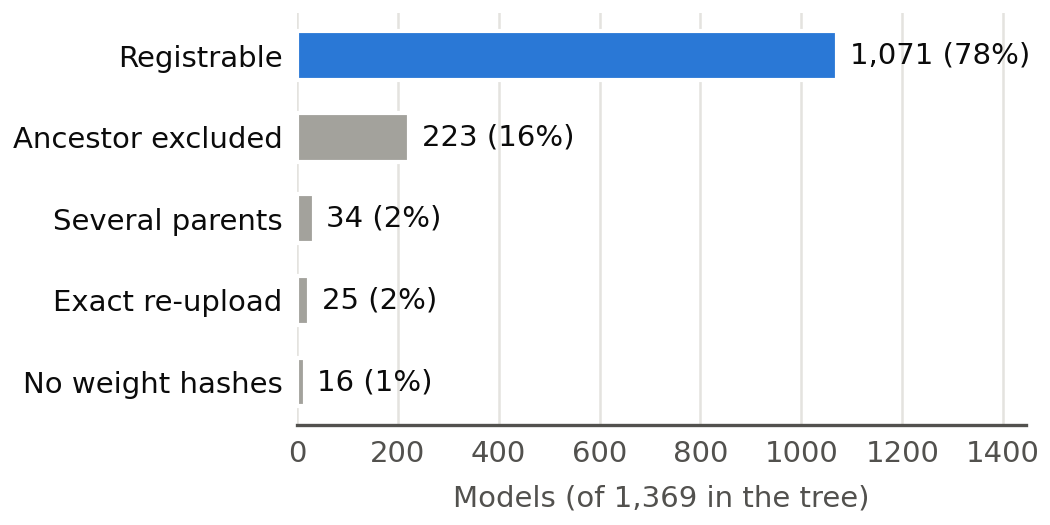 Registrable 1,071 (78%)
Ancestor excluded 223 (16%)
Several parents 34 (2%)
Exact re-upload 25 (2%)
No weight hashes 16 (1%)
0 200 400 600 800 1000 1200 1400
Models (of 1,369 in the tree)